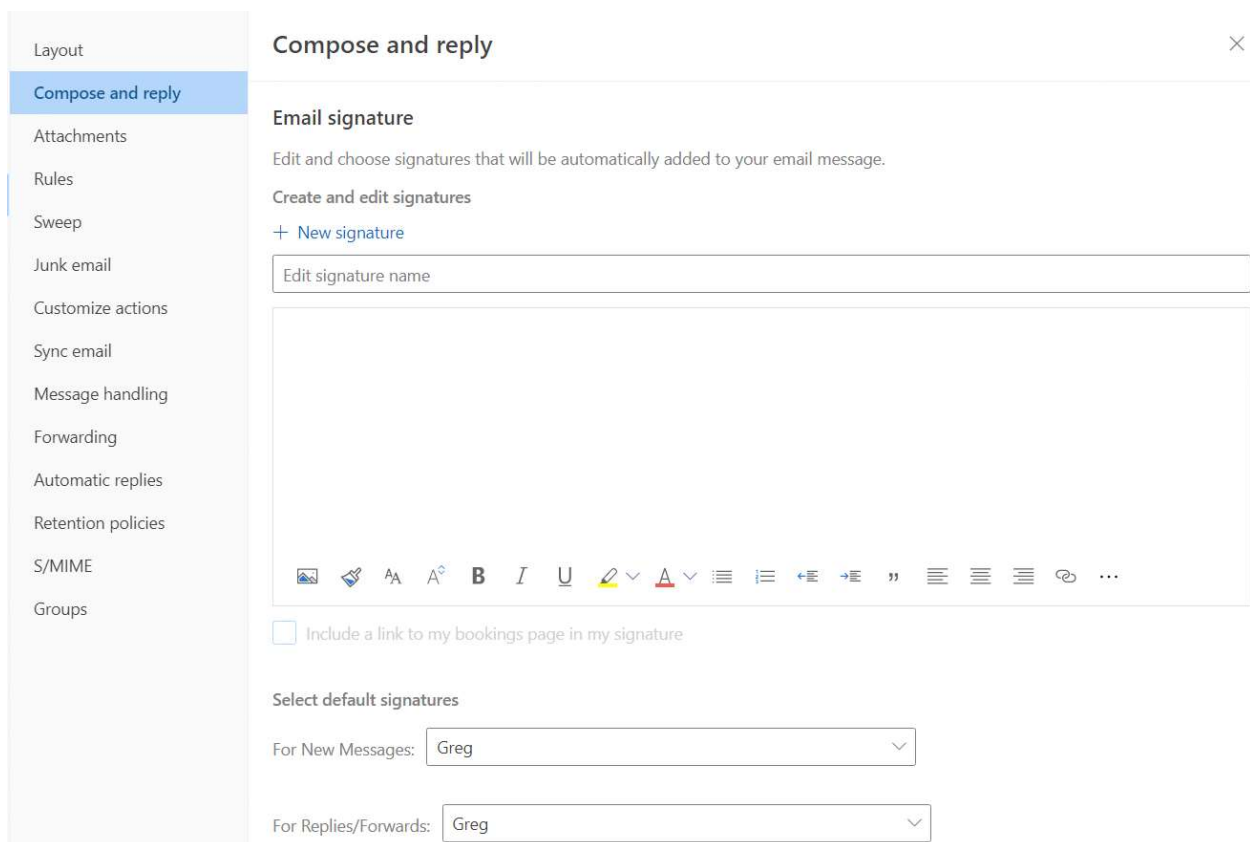 Layout
Compose and reply
Attachments
Rules
Sweep
Junk email
Customize actions
Sync email
Message handling
Forwarding
Automatic replies
Retention policies
S/MIME
Groups
Compose and reply
Email signature
Edit and choose signatures that will be automatically added to your email message.
Create and edit signatures
+ New signature
Edit signature name
B I U A
Include a link to my bookings page in my signature
Select default signatures
For New Messages: Greg
For Replies/Forwards: Greg